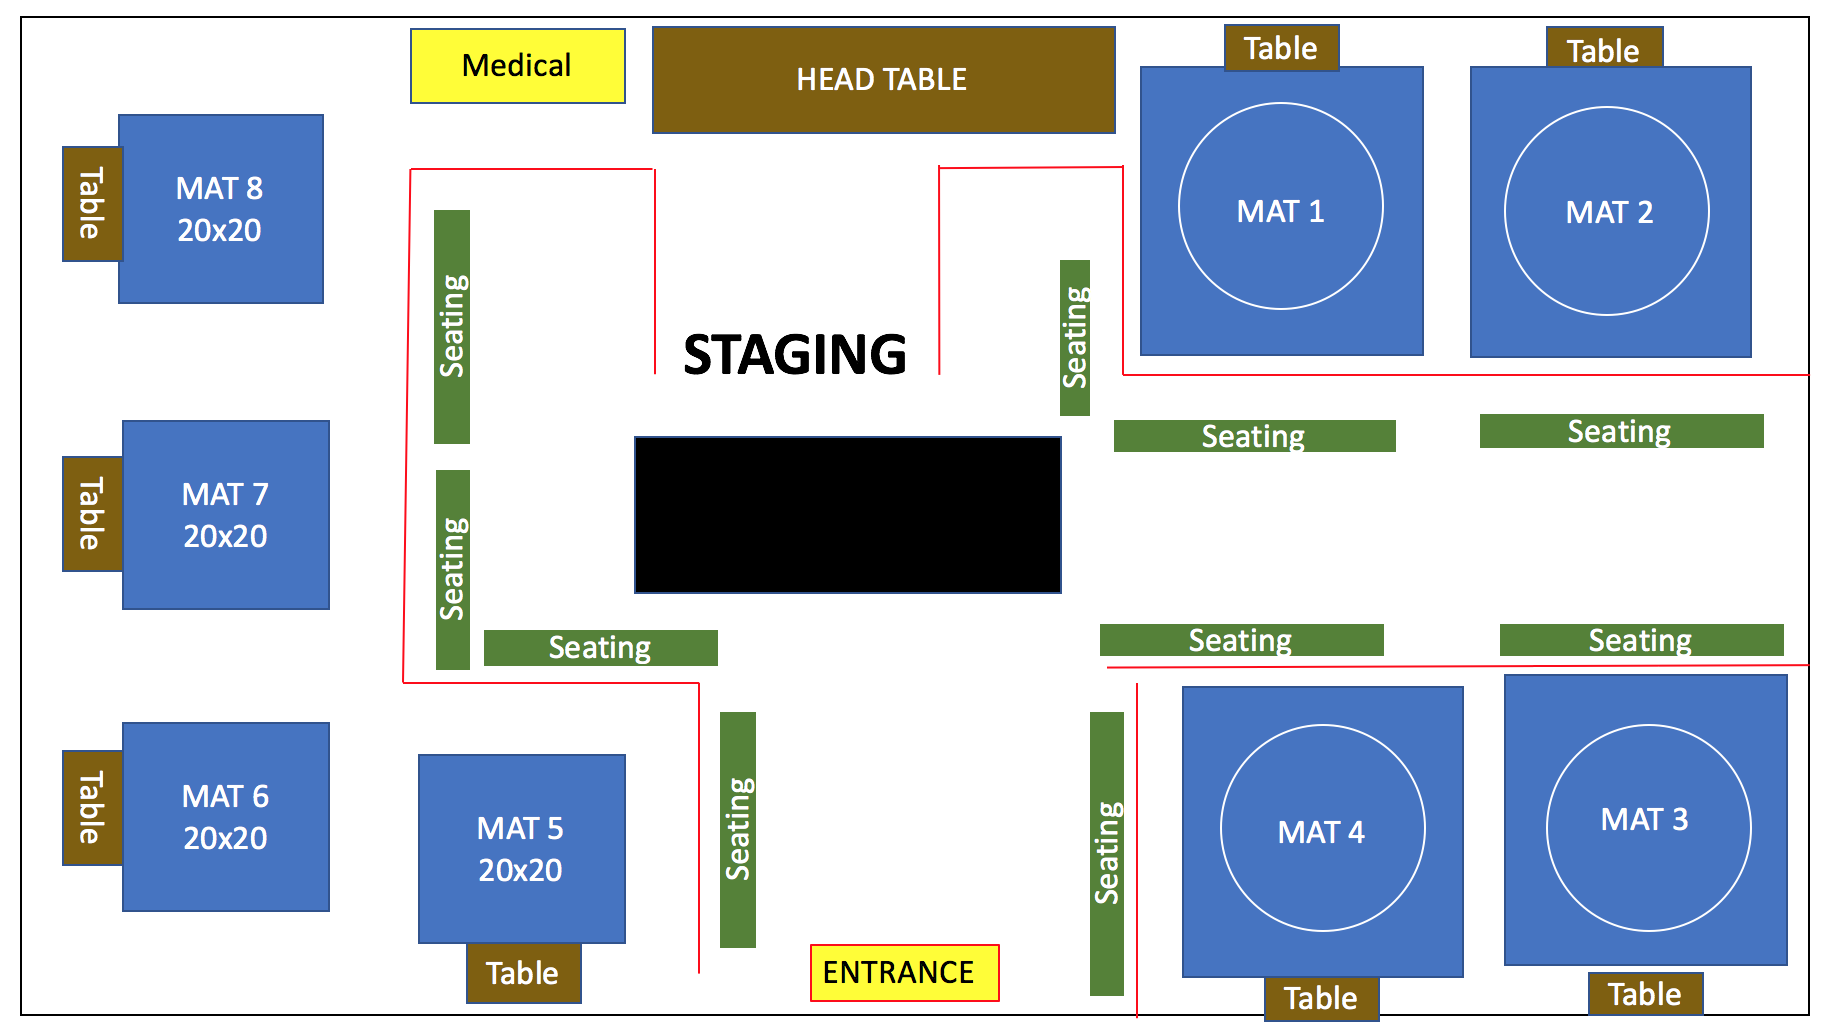 Medical
HEAD TABLE
Table
Table
Table
MAT 8
20x20
MAT 1
MAT 2
Seating
Seating
STAGING
Seating
Seating
Table
MAT 7
20x20
Seating
Seating
Seating
Seating
Table
MAT 6
20x20
MAT 5
20x20
Seating
Seating
MAT 4
MAT 3
Table
ENTRANCE
Table
Table